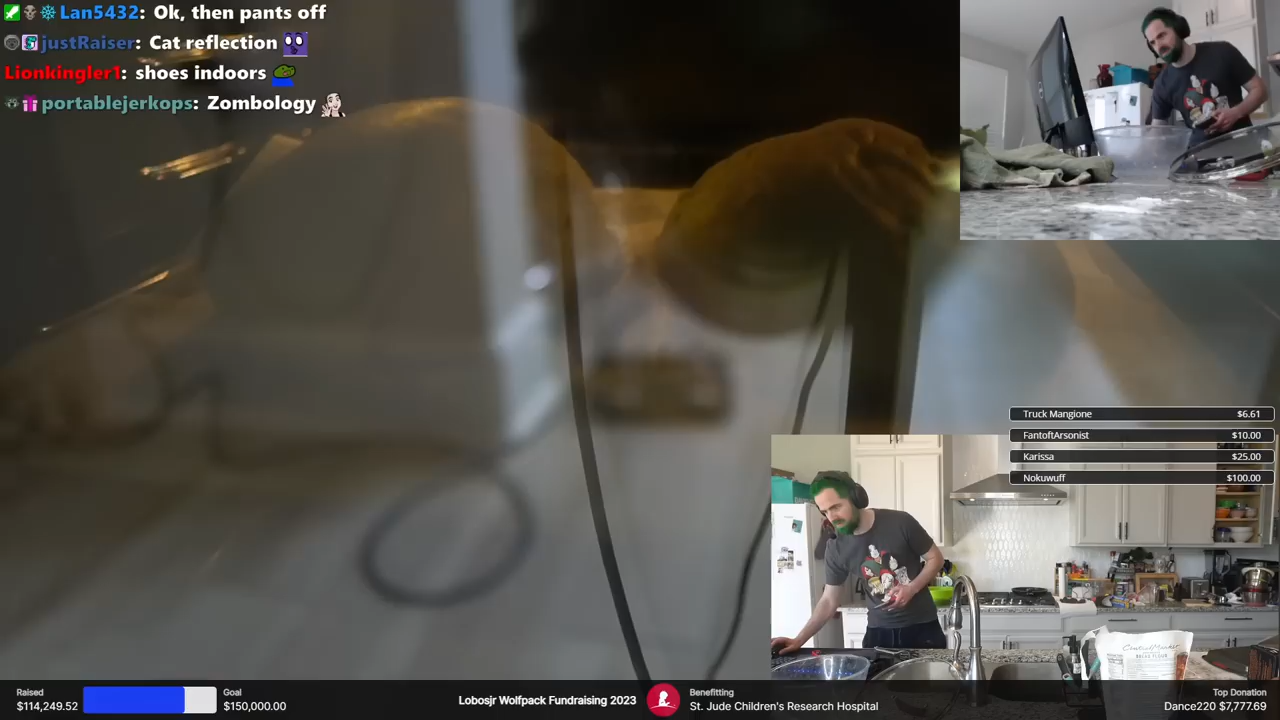 Lan5432: Ok, then pants off
justRaiser: Cat reflection
Lionkingler1: shoes indoors
portablejerkops: Zombology
Truck Mangione $6.61
FantoftArsonist $10.00
Karissa $25.00
Nokuwuff $100.00
Raised
$114,249.52
Goal
$150,000.00
Lobosjr Wolfpack Fundraising 2023
Benefitting
St. Jude Children's Research Hospital
Top Donation
Dance220 $7,777.69